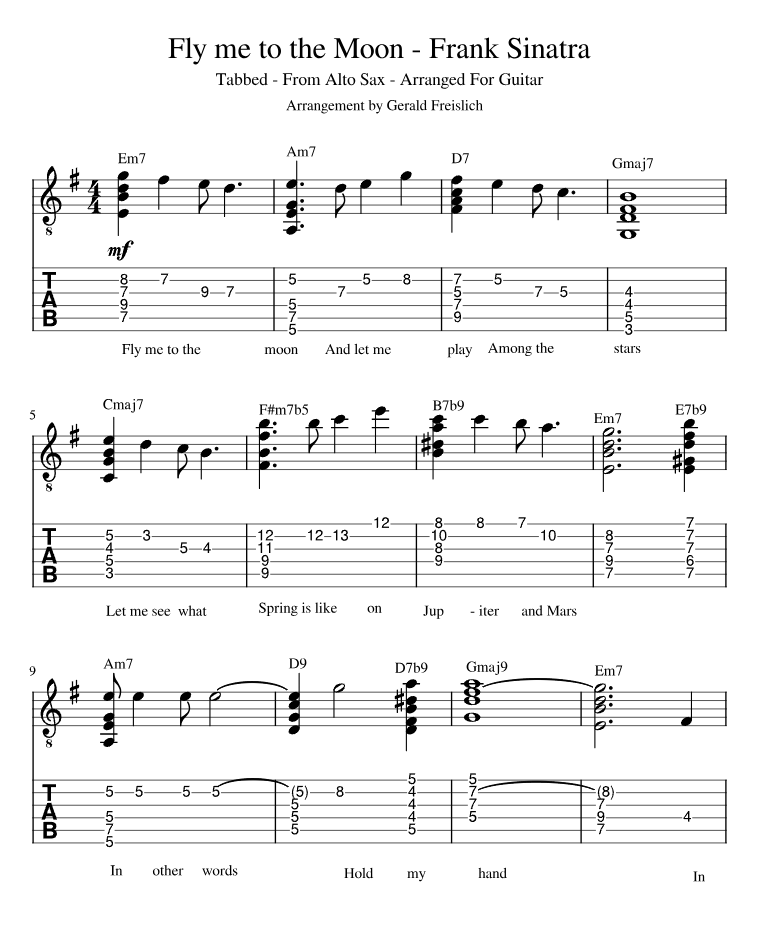 Fly me to the Moon - Frank Sinatra
Tabbed - From Alto Sax - Arranged For Guitar
Arrangement by Gerald Freislich
Em7 Am7 D7 Gmaj7
4
4
8
mf
T
A
B
8 7 7 9 7 9 7
5 5 7 5 7 5 8
7 5 7 9 5 7 5
4 4 5 3
Fly me to the moon And let me play Among the stars
5
Cmaj7 F#m7b5 B7b9 Em7 E7b9
8
T
A
B
5 4 5 3 3 5 4
12 11 9 9 12 13 12
8 10 8 9 8 7 10
8 7 9 7 7 7 7 6 7
Let me see what Spring is like on Jup - iter and Mars
9
Am7 D9 D7b9 Gmaj9 Em7
8
T
A
B
5 5 7 5 5 5 5
(5) 5 5 5 8 5 4 4 4 5
5 7 7 5
(8) 7 9 7 4
In other words Hold my hand In